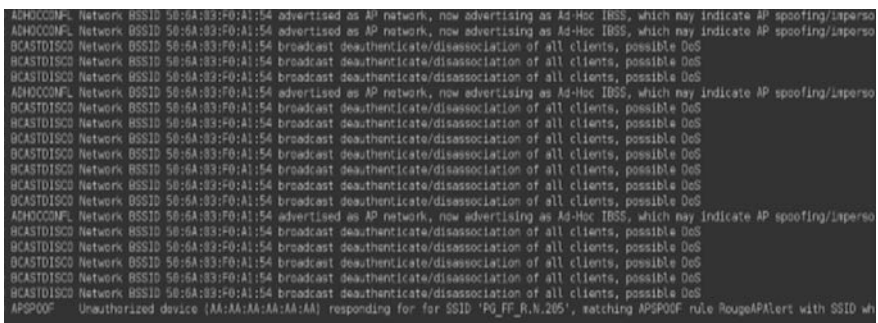 ADHOCCONFL Network BSSID 50:6A:03:F0:A1:54 advertised as AP network, now advertising as Ad-Hoc IBSS, which may indicate AP spoofing/imperso
ADHOCCONFL Network BSSID 50:6A:03:F0:A1:54 advertised as AP network, now advertising as Ad-Hoc IBSS, which may indicate AP spoofing/imperso
BCASTDISCO Network BSSID 50:6A:03:F0:A1:54 broadcast deauthenticate/disassociation of all clients, possible DoS
BCASTDISCO Network BSSID 50:6A:03:F0:A1:54 broadcast deauthenticate/disassociation of all clients, possible DoS
BCASTDISCO Network BSSID 50:6A:03:F0:A1:54 broadcast deauthenticate/disassociation of all clients, possible DoS
ADHOCCONFL Network BSSID 50:6A:03:F0:A1:54 advertised as AP network, now advertising as Ad-Hoc IBSS, which may indicate AP spoofing/imperso
BCASTDISCO Network BSSID 50:6A:03:F0:A1:54 broadcast deauthenticate/disassociation of all clients, possible DoS
BCASTDISCO Network BSSID 50:6A:03:F0:A1:54 broadcast deauthenticate/disassociation of all clients, possible DoS
BCASTDISCO Network BSSID 50:6A:03:F0:A1:54 broadcast deauthenticate/disassociation of all clients, possible DoS
BCASTDISCO Network BSSID 50:6A:03:F0:A1:54 broadcast deauthenticate/disassociation of all clients, possible DoS
BCASTDISCO Network BSSID 50:6A:03:F0:A1:54 broadcast deauthenticate/disassociation of all clients, possible DoS
BCASTDISCO Network BSSID 50:6A:03:F0:A1:54 broadcast deauthenticate/disassociation of all clients, possible DoS
BCASTDISCO Network BSSID 50:6A:03:F0:A1:54 broadcast deauthenticate/disassociation of all clients, possible DoS
ADHOCCONFL Network BSSID 50:6A:03:F0:A1:54 advertised as AP network, now advertising as Ad-Hoc IBSS, which may indicate AP spoofing/imperso
BCASTDISCO Network BSSID 50:6A:03:F0:A1:54 broadcast deauthenticate/disassociation of all clients, possible DoS
BCASTDISCO Network BSSID 50:6A:03:F0:A1:54 broadcast deauthenticate/disassociation of all clients, possible DoS
BCASTDISCO Network BSSID 50:6A:03:F0:A1:54 broadcast deauthenticate/disassociation of all clients, possible DoS
BCASTDISCO Network BSSID 50:6A:03:F0:A1:54 broadcast deauthenticate/disassociation of all clients, possible DoS
BCASTDISCO Network BSSID 50:6A:03:F0:A1:54 broadcast deauthenticate/disassociation of all clients, possible DoS
APSPOOF Unauthorized device (AA:AA:AA:AA:AA:AA) responding for for SSID 'PG_FF_R.N.205', matching APSPOOF rule RougeAPAlert with SSID wh